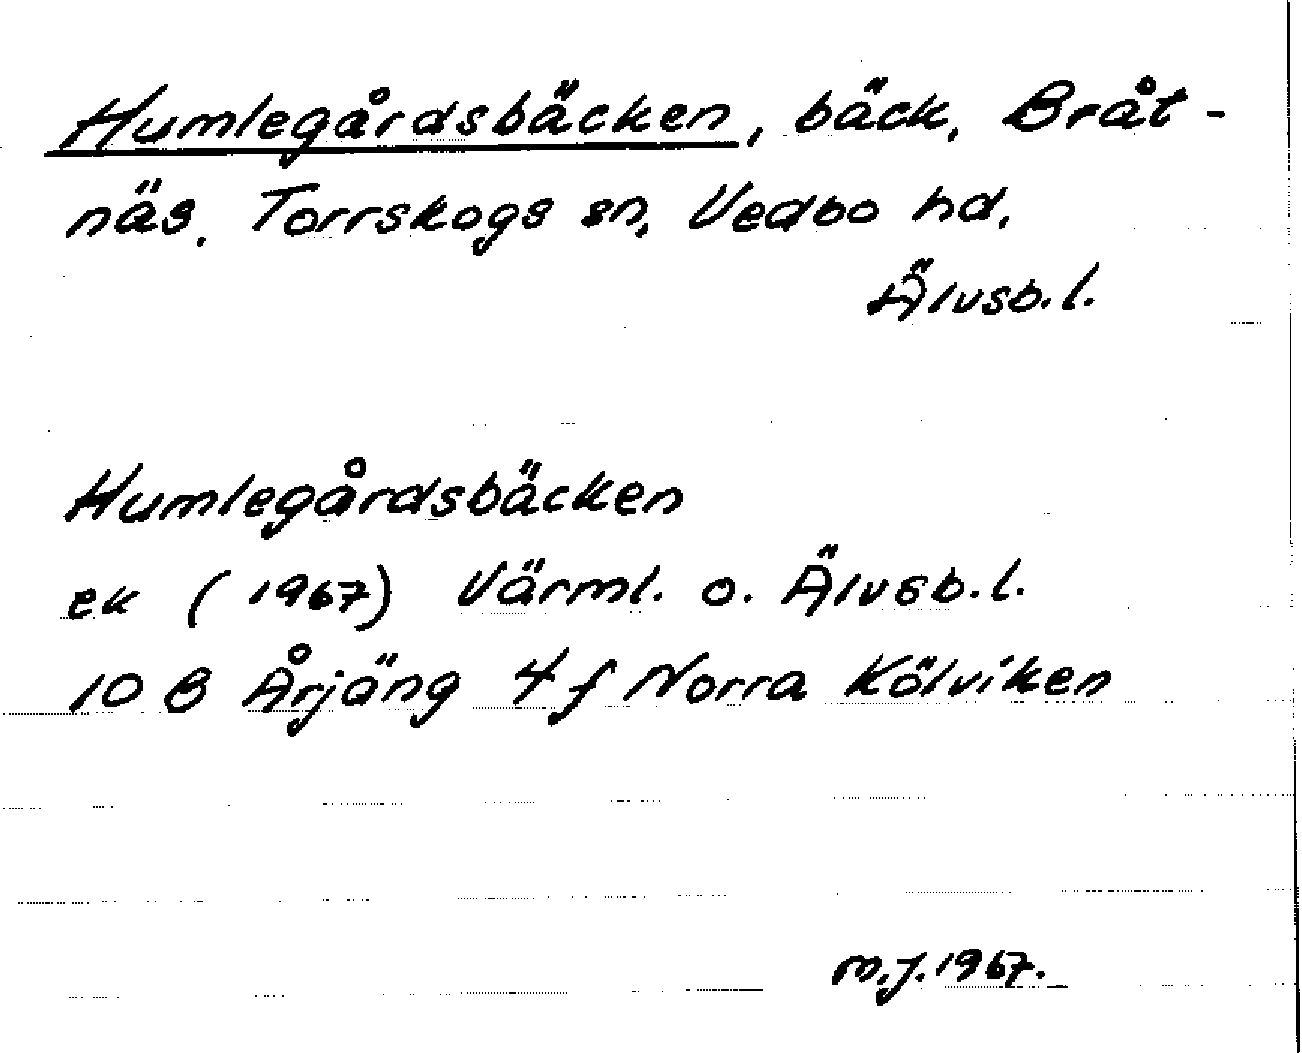 Humlegårdsbäcken, bäck, Bråt-
näs. Torrskogs sn, Vedbo hd,
Älvsb. l.
Humlegårdsbäcken
ek (1967) Värml. o. Älvsb. l.
10 B Årjäng 4 f Norra Kölviken
M.J. 1967.